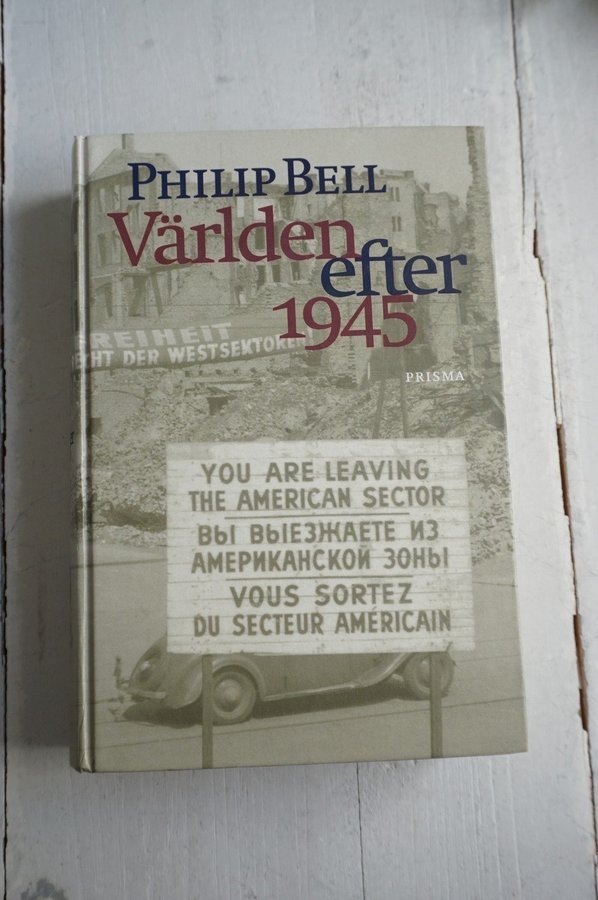 PHILIP BELL
Världen
efter
1945
REIHEIT
HT DER WESTSEKTOREN
PRISMA
YOU ARE LEAVING
THE AMERICAN SECTOR
ВЫ ВЫЕЗЖАЕТЕ ИЗ
АМЕРИКАНСКОЙ ЗОНЫ
VOUS SORTEZ
DU SECTEUR AMÉRICAIN